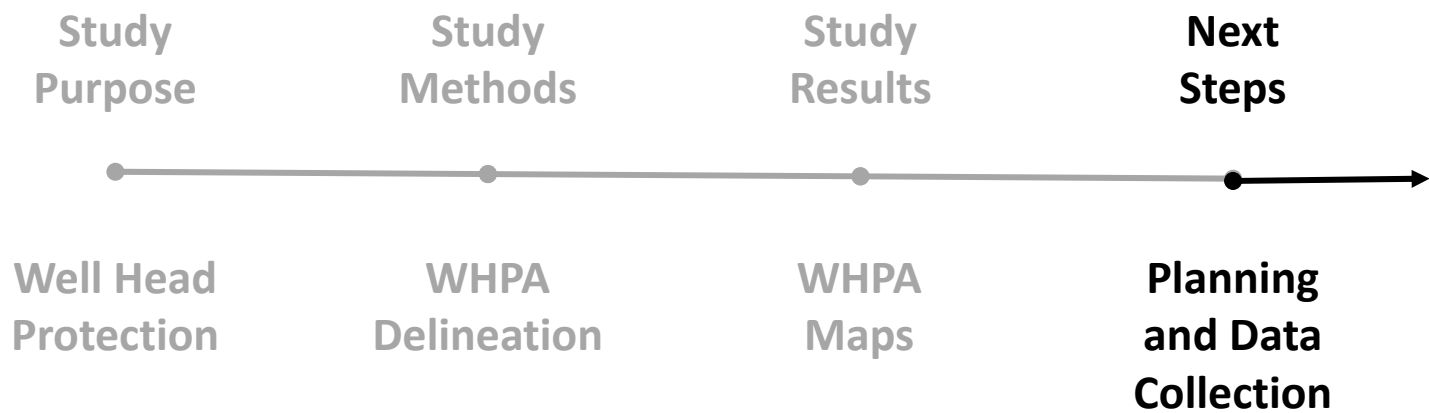 Study
Purpose
Study
Methods
Study
Results
Next
Steps
Well Head
Protection
WHPA
Delineation
WHPA
Maps
Planning
and Data
Collection